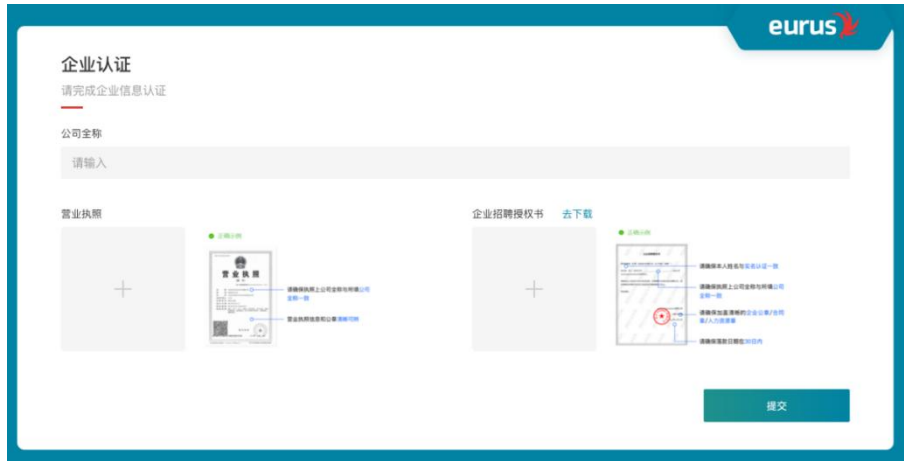 eurus
企业认证
请完成企业信息认证
公司全称
请输入
营业执照
企业招聘授权书 去下载
正确示例
营业执照
请确保执照上公司全称与所填公司
全称一致
营业执照信息和公章清晰可辨
正确示例
请确保本人姓名与实名认证一致
请确保执照上公司全称与所填公司
全称一致
请确保加盖清晰的企业公章/合同
章/人力资源章
请确保落款日期在30日内
提交